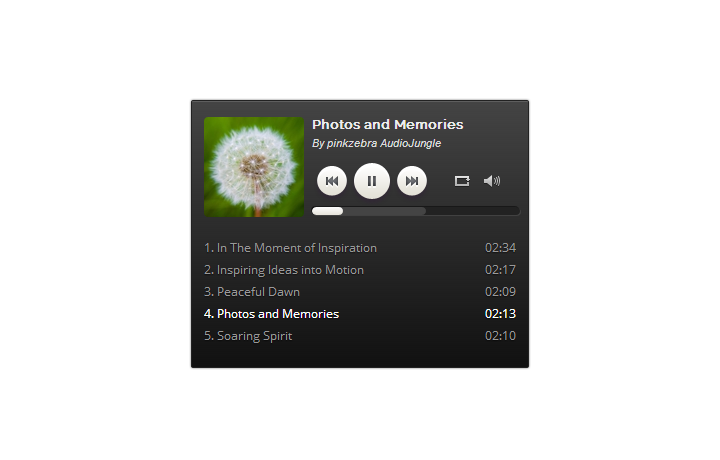 Photos and Memories
By pinkzebra AudioJungle
1. In The Moment of Inspiration 02:34
2. Inspiring Ideas into Motion 02:17
3. Peaceful Dawn 02:09
4. Photos and Memories 02:13
5. Soaring Spirit 02:10